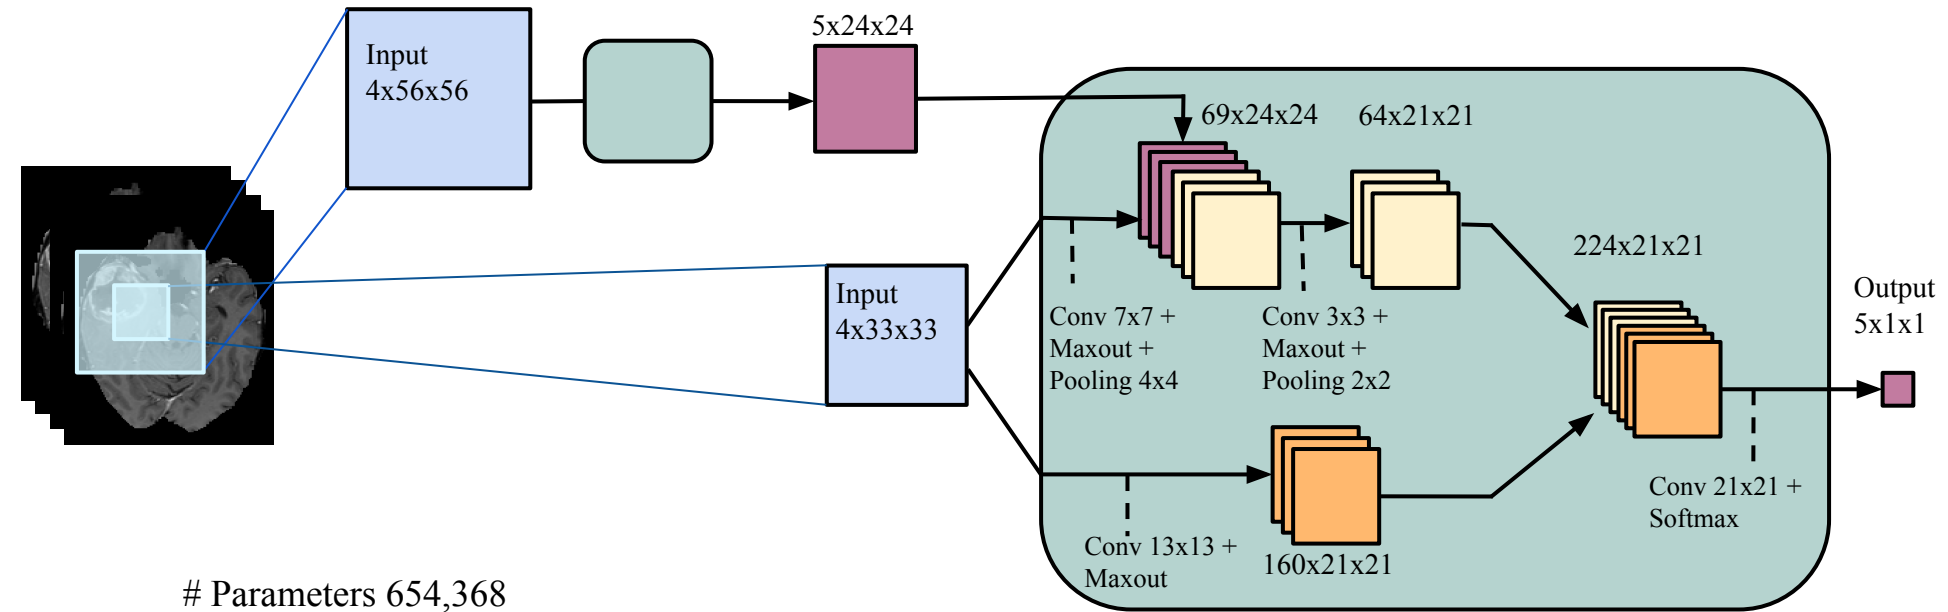 Input
4x56x56
5x24x24
69x24x24
64x21x21
Input
4x33x33
Conv 7x7 +
Maxout +
Pooling 4x4
Conv 3x3 +
Maxout +
Pooling 2x2
224x21x21
Output
5x1x1
Conv 13x13 +
Maxout
160x21x21
Conv 21x21 +
Softmax
# Parameters 654,368